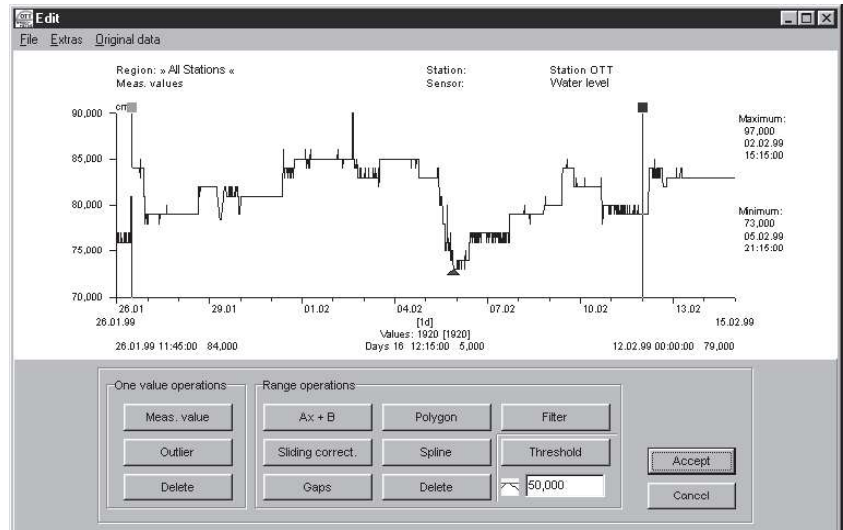 OTT Edit
File Extras Original data
Region: » All Stations « Station: Station OTT
Meas. values Sensor: Water level
cm
90,000
85,000
80,000
75,000
70,000
Maximum:
97,000
02.02.99
15:15:00
Minimum:
73,000
05.02.99
21:15:00
26.01 29.01 01.02 04.02 07.02 10.02 13.02
26.01.99 [1d] 15.02.99
Values: 1920 [1920]
26.01.99 11:45:00 84,000 Days 16 12:15:00 5,000 12.02.99 00:00:00 79,000
One value operations Range operations
Meas. value Ax + B Polygon Filter
Outlier Sliding correct. Spline Threshold
Delete Gaps Delete 50,000
Accept
Cancel